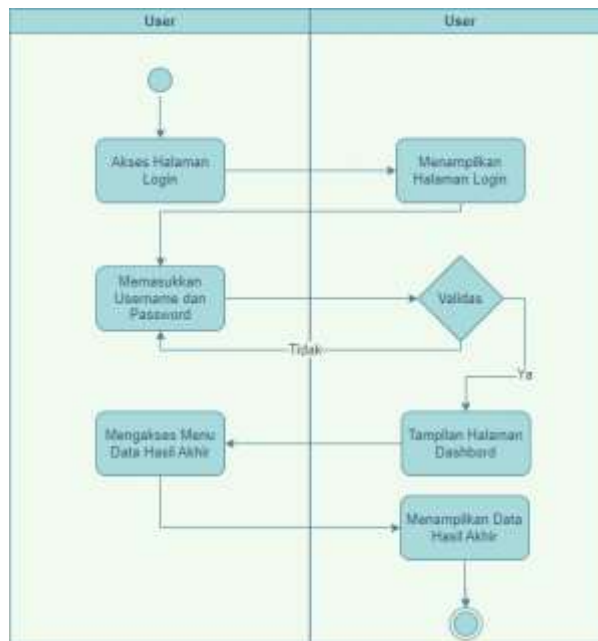 User
User
Akses Halaman
Login
Menampilkan
Halaman Login
Memasukkan
Username dan
Password
Validas
Tidak
Ya
Mengakses Menu
Data Hasil Akhir
Tampilan Halaman
Dashbord
Menampilkan Data
Hasil Akhir